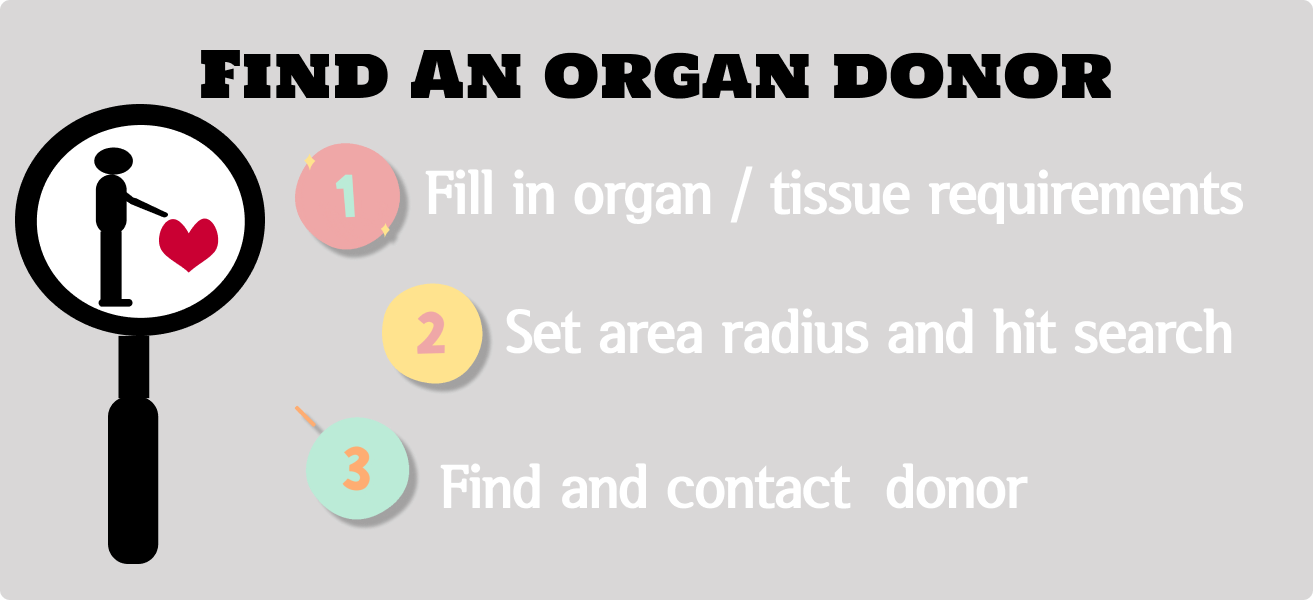 FIND AN ORGAN DONOR
1 Fill in organ / tissue requirements
2 Set area radius and hit search
3 Find and contact donor